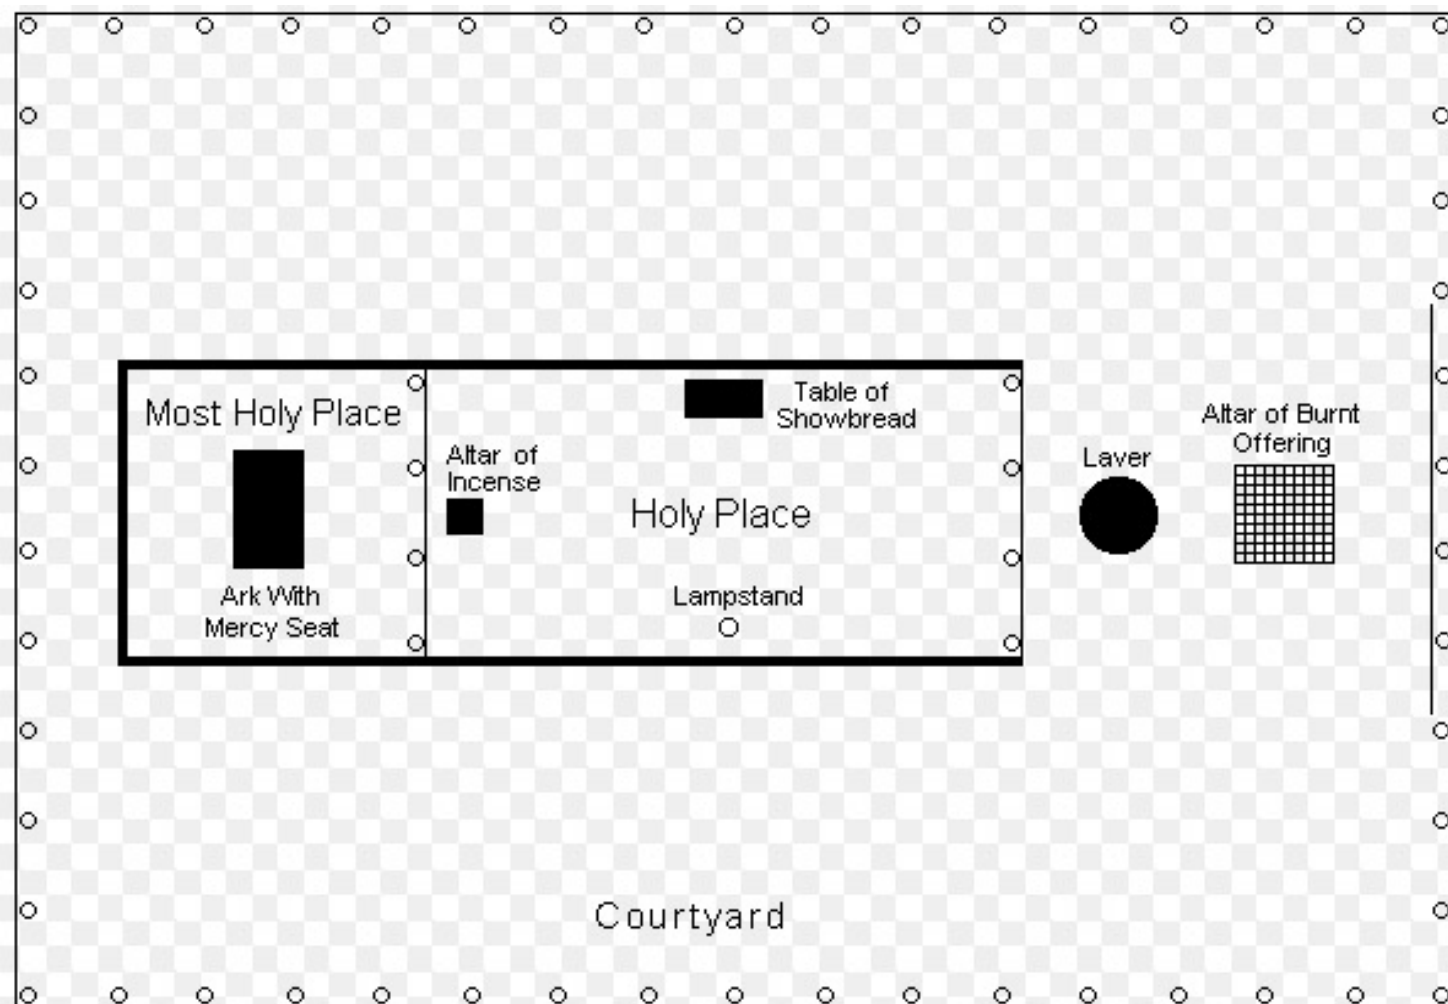 Most Holy Place
Ark With
Mercy Seat
Altar of
Incense
Table of
Showbread
Holy Place
Lampstand
Laver
Altar of Burnt
Offering
Courtyard